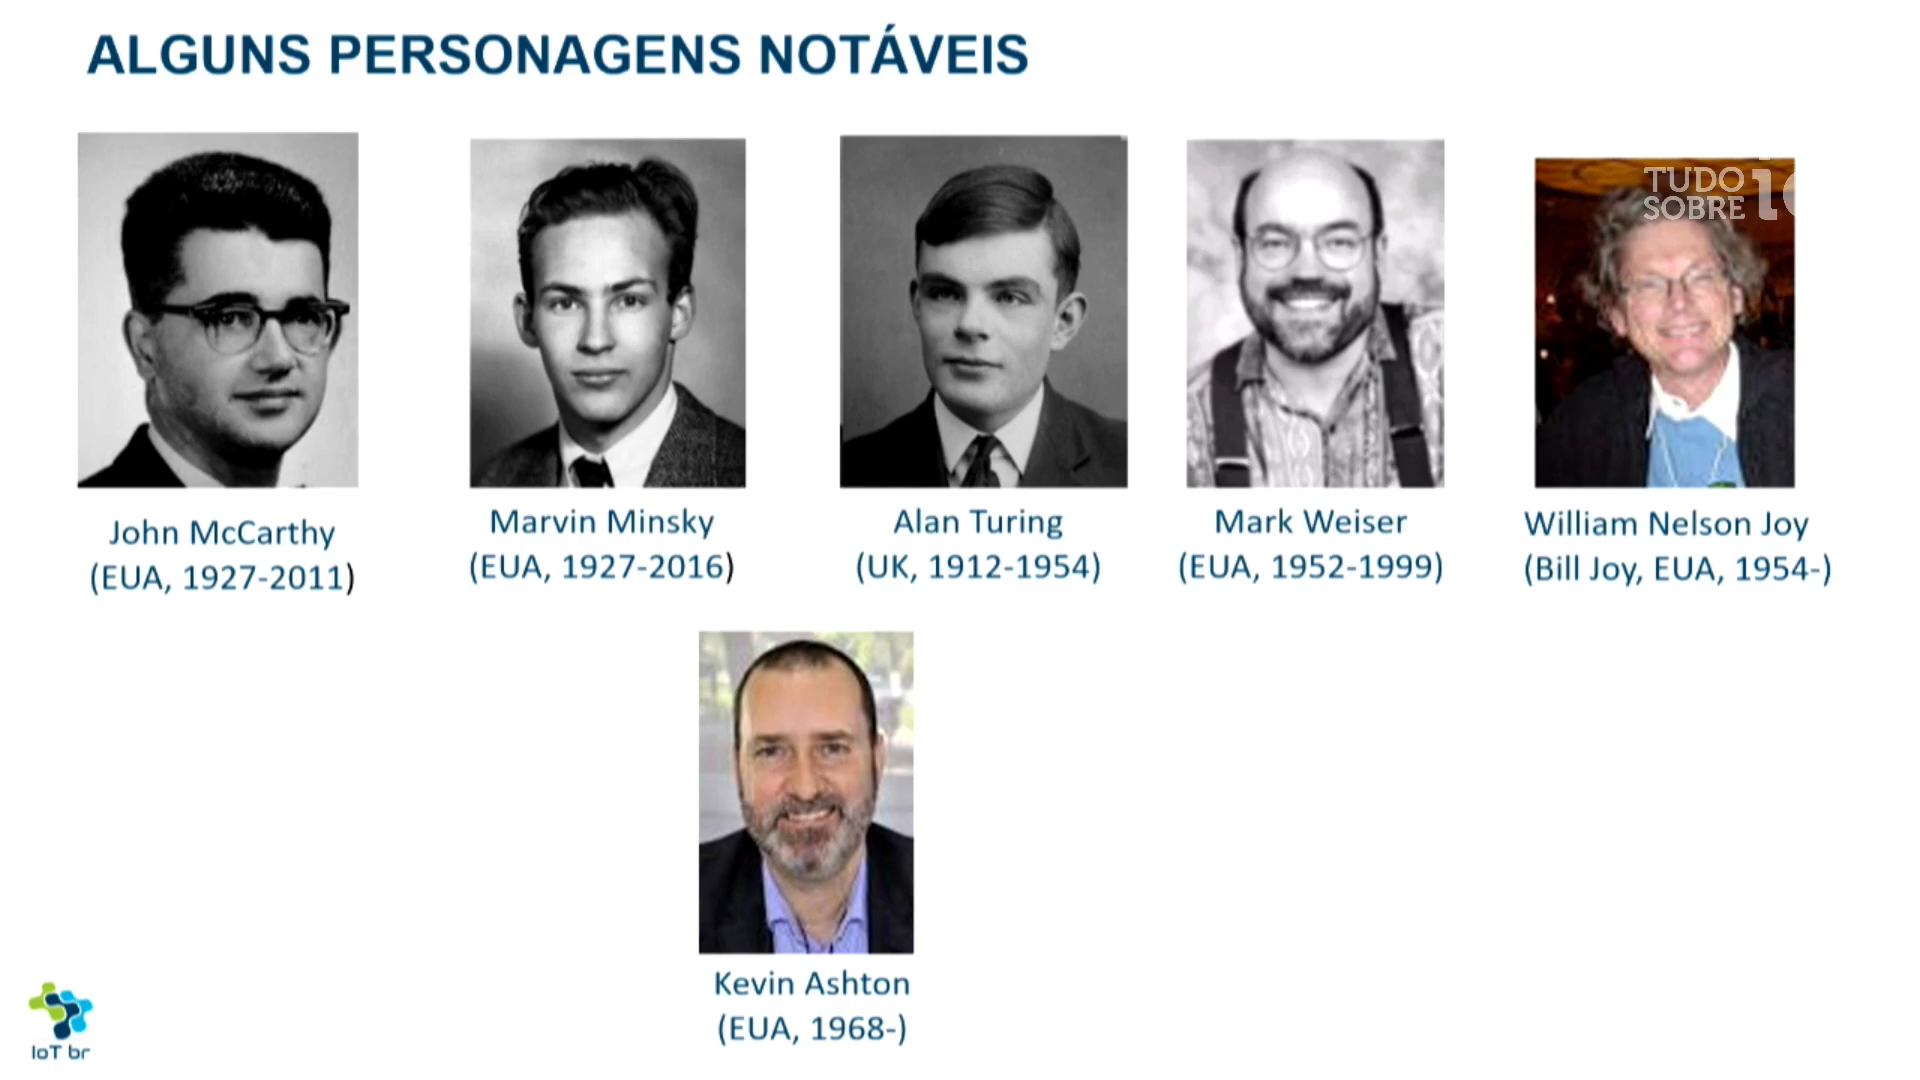 ALGUNS PERSONAGENS NOTÁVEIS
TUDO
SOBRE
John McCarthy
(EUA, 1927-2011)
Marvin Minsky
(EUA, 1927-2016)
Alan Turing
(UK, 1912-1954)
Mark Weiser
(EUA, 1952-1999)
William Nelson Joy
(Bill Joy, EUA, 1954-)
Kevin Ashton
(EUA, 1968-)
IoT br